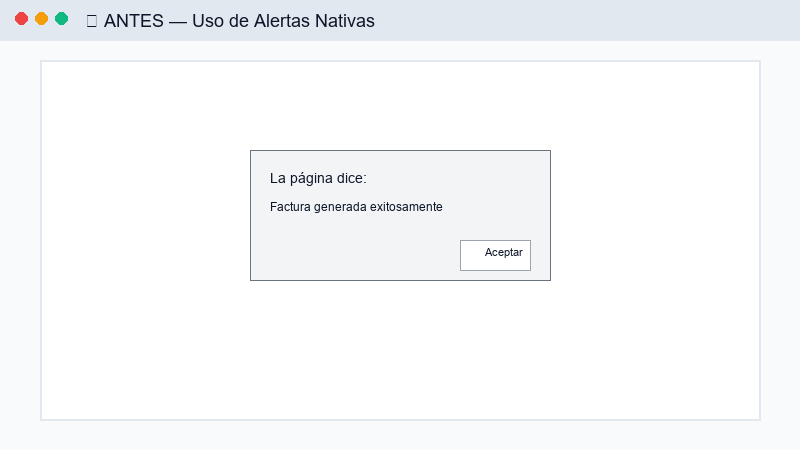 ANTES — Uso de Alertas Nativas
La página dice:
Factura generada exitosamente
Aceptar